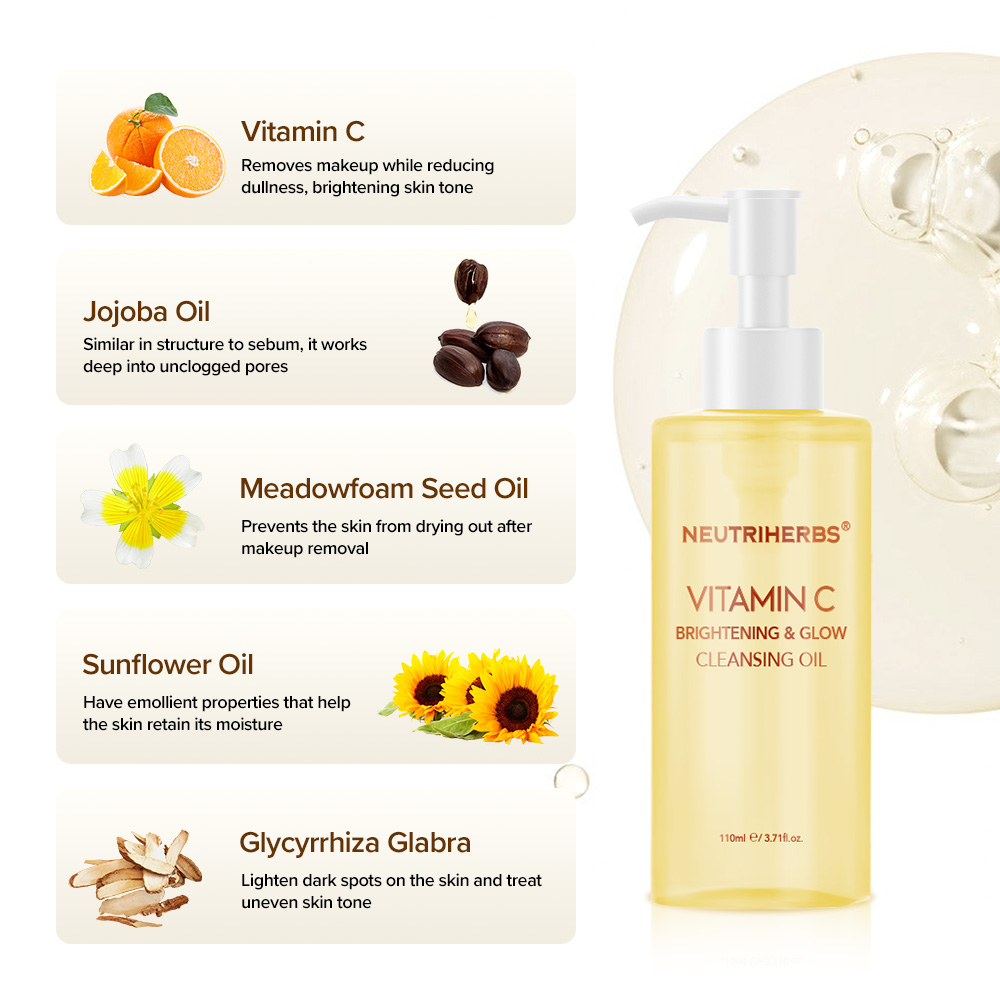 Vitamin C
Removes makeup while reducing
dullness, brightening skin tone
Jojoba Oil
Similar in structure to sebum, it works
deep into unclogged pores
Meadowfoam Seed Oil
Prevents the skin from drying out after
makeup removal
Sunflower Oil
Have emollient properties that help
the skin retain its moisture
Glycyrrhiza Glabra
Lighten dark spots on the skin and treat
uneven skin tone
NEUTRIHERBS®
VITAMIN C
BRIGHTENING & GLOW
CLEANSING OIL
110ml ℮/ 3.71fl.oz.